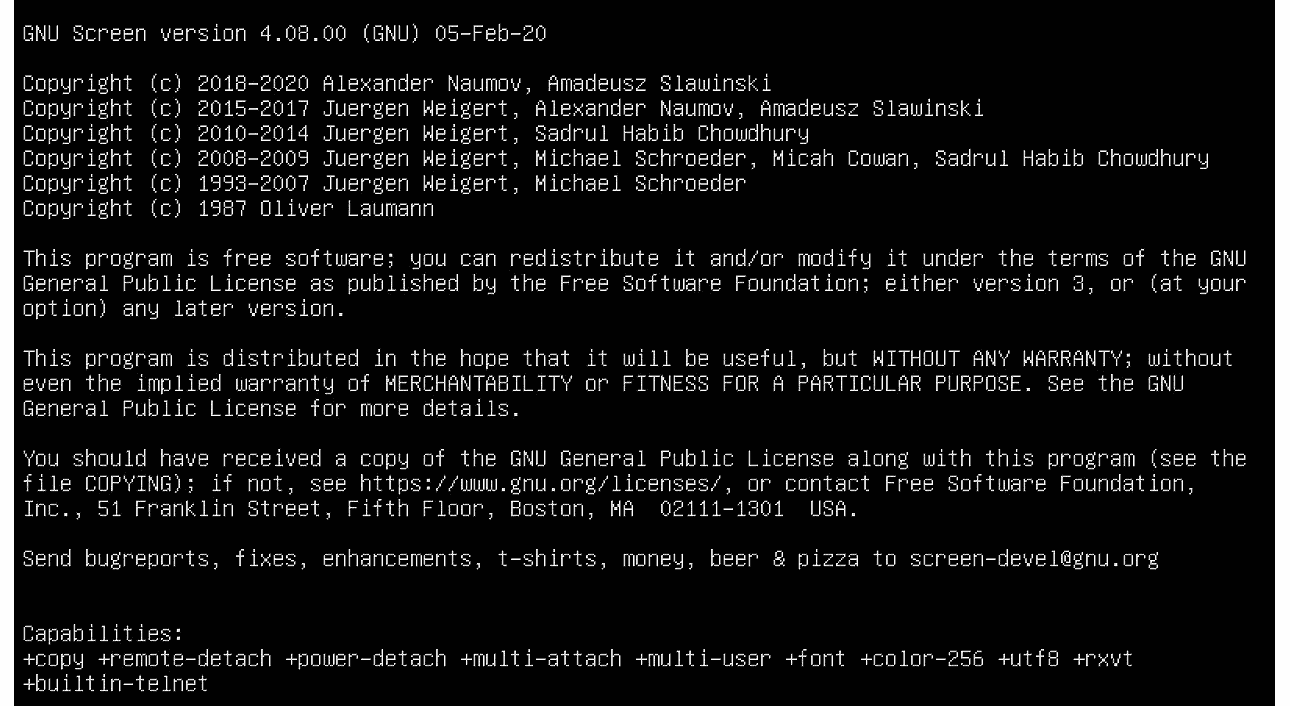 GNU Screen version 4.08.00 (GNU) 05-Feb-20
Copyright (c) 2018-2020 Alexander Naumov, Amadeusz Slawinski
Copyright (c) 2015-2017 Juergen Weigert, Alexander Naumov, Amadeusz Slawinski
Copyright (c) 2010-2014 Juergen Weigert, Sadrul Habib Chowdhury
Copyright (c) 2008-2009 Juergen Weigert, Michael Schroeder, Micah Cowan, Sadrul Habib Chowdhury
Copyright (c) 1993-2007 Juergen Weigert, Michael Schroeder
Copyright (c) 1987 Oliver Laumann
This program is free software; you can redistribute it and/or modify it under the terms of the GNU
General Public License as published by the Free Software Foundation; either version 3, or (at your
option) any later version.
This program is distributed in the hope that it will be useful, but WITHOUT ANY WARRANTY; without
even the implied warranty of MERCHANTABILITY or FITNESS FOR A PARTICULAR PURPOSE. See the GNU
General Public License for more details.
You should have received a copy of the GNU General Public License along with this program (see the
file COPYING); if not, see https://www.gnu.org/licenses/, or contact Free Software Foundation,
Inc., 51 Franklin Street, Fifth Floor, Boston, MA  02111-1301  USA.
Send bugreports, fixes, enhancements, t-shirts, money, beer & pizza to screen-devel@gnu.org
Capabilities:
+copy +remote-detach +power-detach +multi-attach +multi-user +font +color-256 +utf8 +rxvt
+builtin-telnet